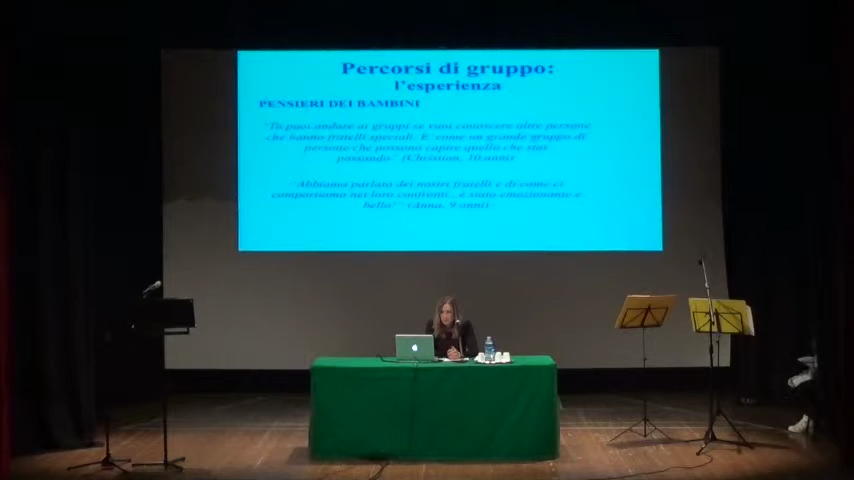 Percorsi di gruppo:
l'esperienza
PENSIERI DEI BAMBINI
"Tu puoi andare ai gruppi se vuoi conoscere altre persone
che hanno fratelli speciali. E' come un grande gruppo di
persone che possono capire quello che stai
passando" (Christian, 10 anni)
"Abbiamo parlato dei nostri fratelli e di come ci
comportiamo nei loro confronti... è stato emozionante e
bello!" (Anna, 9 anni)